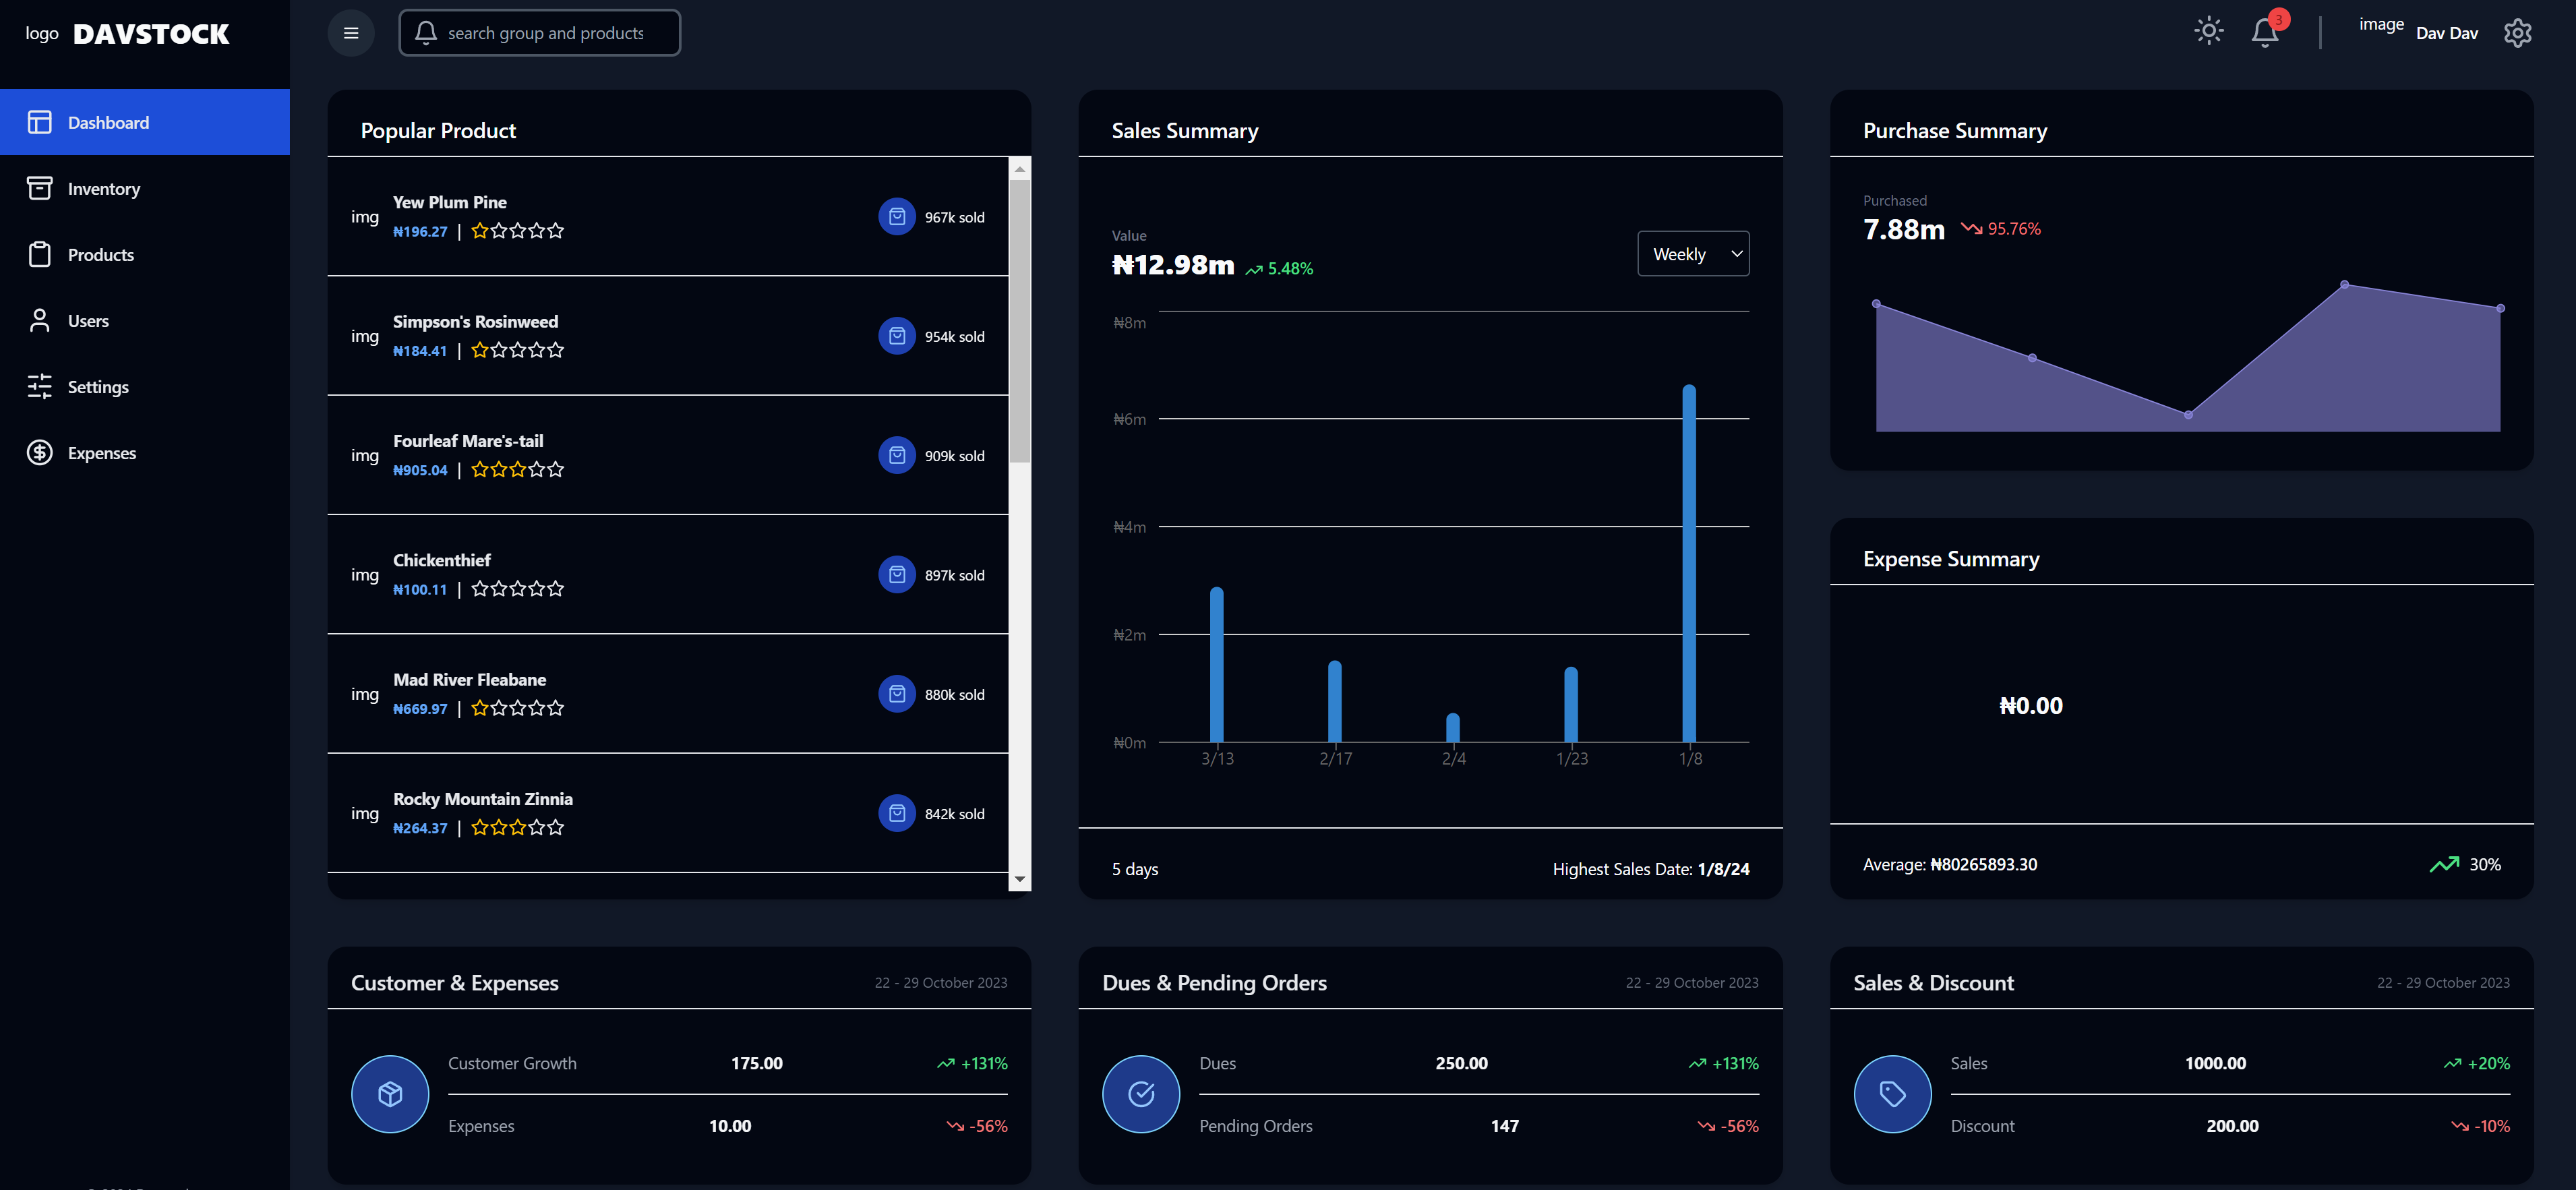 logo DAVSTOCK
search group and products
3
image
Dav Dav
Dashboard
Inventory
Products
Users
Settings
Expenses
Popular Product
img
Yew Plum Pine
₦196.27 |
967k sold
img
Simpson's Rosinweed
₦184.41 |
954k sold
img
Fourleaf Mare's-tail
₦905.04 |
909k sold
img
Chickenthief
₦100.11 |
897k sold
img
Mad River Fleabane
₦669.97 |
880k sold
img
Rocky Mountain Zinnia
₦264.37 |
842k sold
Sales Summary
Value
₦12.98m 5.48%
Weekly
₦8m
₦6m
₦4m
₦2m
₦0m
3/13 2/17 2/4 1/23 1/8
5 days
Highest Sales Date: 1/8/24
Purchase Summary
Purchased
7.88m 95.76%
Expense Summary
₦0.00
Average: ₦80265893.30
30%
Customer & Expenses
22 - 29 October 2023
Customer Growth 175.00 +131%
Expenses 10.00 -56%
Dues & Pending Orders
22 - 29 October 2023
Dues 250.00 +131%
Pending Orders 147 -56%
Sales & Discount
22 - 29 October 2023
Sales 1000.00 +20%
Discount 200.00 -10%